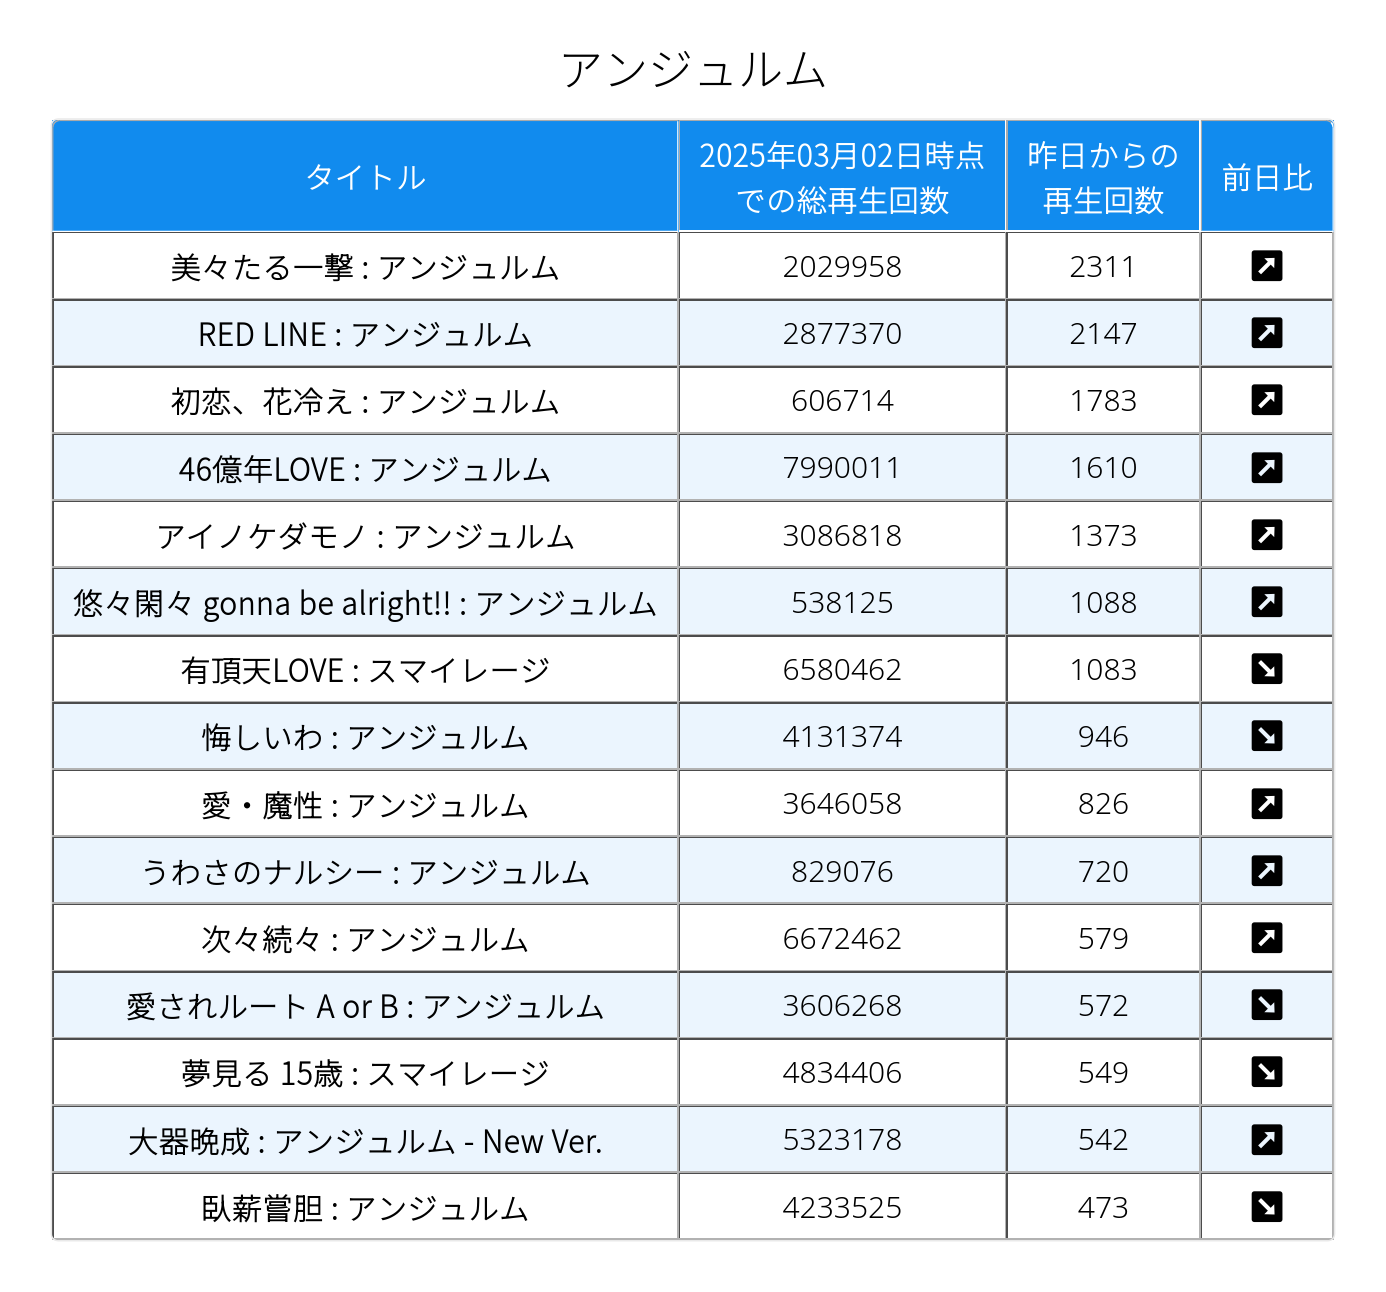 アンジュルム
タイトル 2025年03月02日時点での総再生回数 昨日からの再生回数 前日比
美々たる一撃 : アンジュルム 2029958 2311 ↗
RED LINE : アンジュルム 2877370 2147 ↗
初恋、花冷え : アンジュルム 606714 1783 ↗
46億年LOVE : アンジュルム 7990011 1610 ↗
アイノケダモノ : アンジュルム 3086818 1373 ↗
悠々閑々 gonna be alright!! : アンジュルム 538125 1088 ↗
有頂天LOVE : スマイレージ 6580462 1083 ↘
悔しいわ : アンジュルム 4131374 946 ↘
愛・魔性 : アンジュルム 3646058 826 ↗
うわさのナルシー : アンジュルム 829076 720 ↗
次々続々 : アンジュルム 6672462 579 ↗
愛されルート A or B : アンジュルム 3606268 572 ↘
夢見る 15歳 : スマイレージ 4834406 549 ↘
大器晩成 : アンジュルム - New Ver. 5323178 542 ↗
臥薪嘗胆 : アンジュルム 4233525 473 ↘